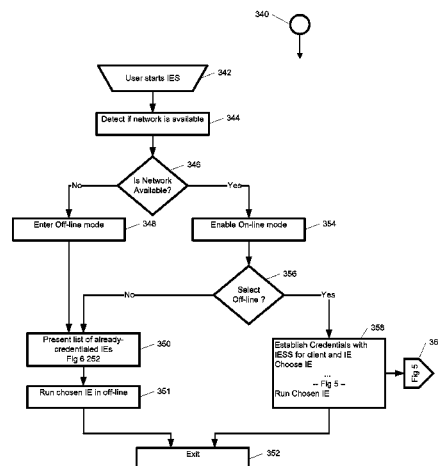 340
User starts IES
342
Detect if network is available
344
Is Network
Available?
346
No
Yes
Enter Off-line mode
348
Enable On-line mode
354
Select
Off-line ?
356
No
Yes
Present list of already-
credentialed IEs
Fig 6 252
350
Establish Credentials with
IESS for client and IE
Choose IE
...
-- Fig 5 --
Run Chosen IE
358
Fig 5
36
Run chosen IE in off-line
351
Exit
352